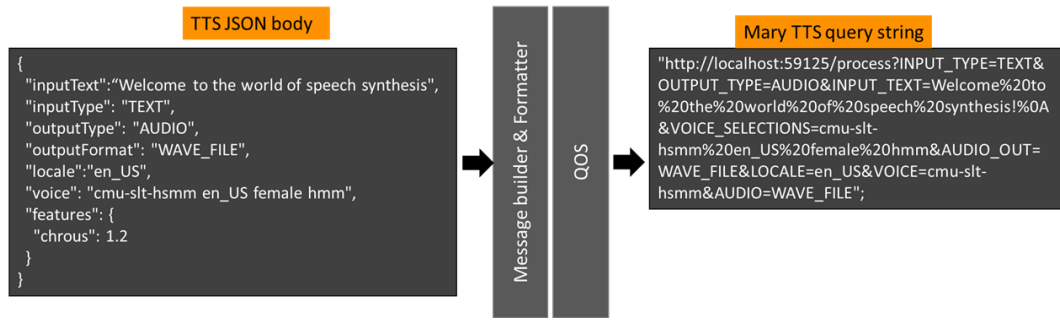 TTS JSON body
{
"inputText":“Welcome to the world of speech synthesis",
"inputType": "TEXT",
"outputType": "AUDIO",
"outputFormat": "WAVE_FILE",
"locale":"en_US",
"voice": "cmu-slt-hsmm en_US female hmm",
"features": {
"chrous": 1.2
}
}
Message builder & Formatter
QOS
Mary TTS query string
"http://localhost:59125/process?INPUT_TYPE=TEXT&
OUTPUT_TYPE=AUDIO&INPUT_TEXT=Welcome%20to
%20the%20world%20of%20speech%20synthesis!%0A
&VOICE_SELECTIONS=cmu-slt-
hsmm%20en_US%20female%20hmm&AUDIO_OUT=
WAVE_FILE&LOCALE=en_US&VOICE=cmu-slt-
hsmm&AUDIO=WAVE_FILE";